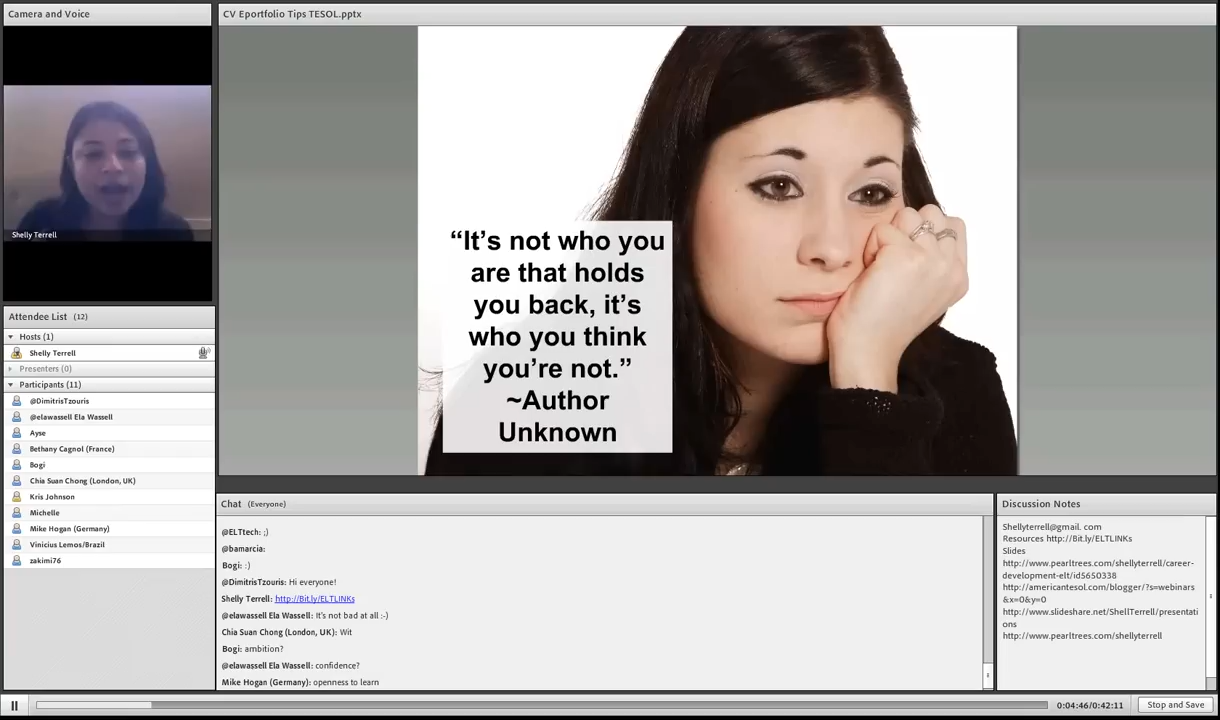 Camera and Voice
Shelly Terrell
Attendee List (12)
Hosts (1)
Shelly Terrell
Presenters (0)
Participants (11)
@DimitrisTzouris
@elawassell Ela Wassell
Ayse
Bethany Cagnol (France)
Bogi
Chia Suan Chong (London, UK)
Kris Johnson
Michelle
Mike Hogan (Germany)
Vinicius Lemos/Brazil
zakimi76
CV Eportfolio Tips TESOL.pptx
“It’s not who you
are that holds
you back, it’s
who you think
you’re not.”
~Author
Unknown
Chat (Everyone)
@ELTtech: ;)
@bamarcia:
Bogi: :)
@DimitrisTzouris: Hi everyone!
Shelly Terrell: http://Bit.ly/ELTLINKs
@elawassell Ela Wassell: It's not bad at all :-)
Chia Suan Chong (London, UK): Wit
Bogi: ambition?
@elawassell Ela Wassell: confidence?
Mike Hogan (Germany): openness to learn
Discussion Notes
Shellyterrell@gmail. com
Resources http://Bit.ly/ELTLINKs
Slides
http://www.pearltrees.com/shellyterrell/career-
development-elt/id5650338
http://americantesol.com/blogger/?s=webinars
&x=0&y=0
http://www.slideshare.net/ShellTerrell/presentati
ons
http://www.pearltrees.com/shellyterrell
0:04:46/0:42:11
Stop and Save